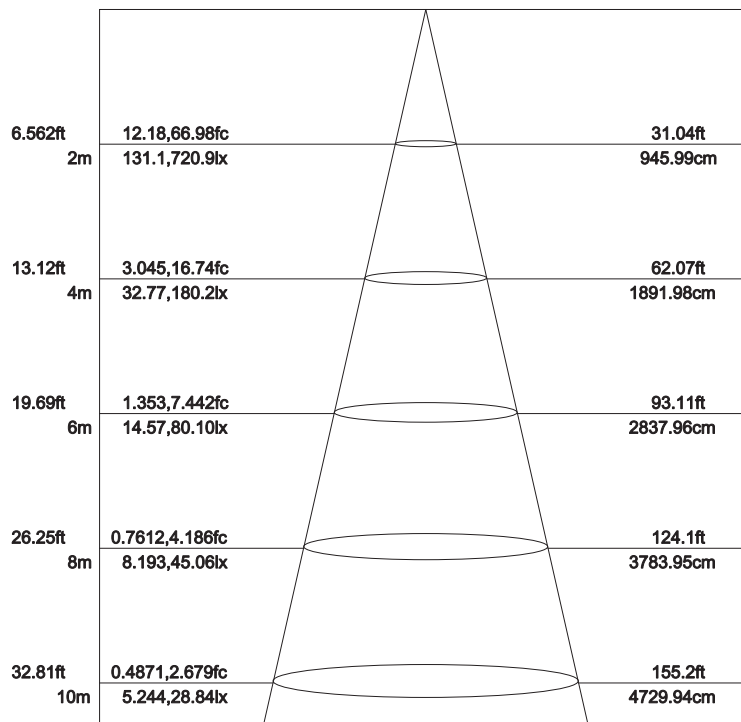 6.562ft 12.18,66.98fc 31.04ft
2m 131.1,720.9lx 945.99cm
13.12ft 3.045,16.74fc 62.07ft
4m 32.77,180.2lx 1891.98cm
19.69ft 1.353,7.442fc 93.11ft
6m 14.57,80.10lx 2837.96cm
26.25ft 0.7612,4.186fc 124.1ft
8m 8.193,45.06lx 3783.95cm
32.81ft 0.4871,2.679fc 155.2ft
10m 5.244,28.84lx 4729.94cm